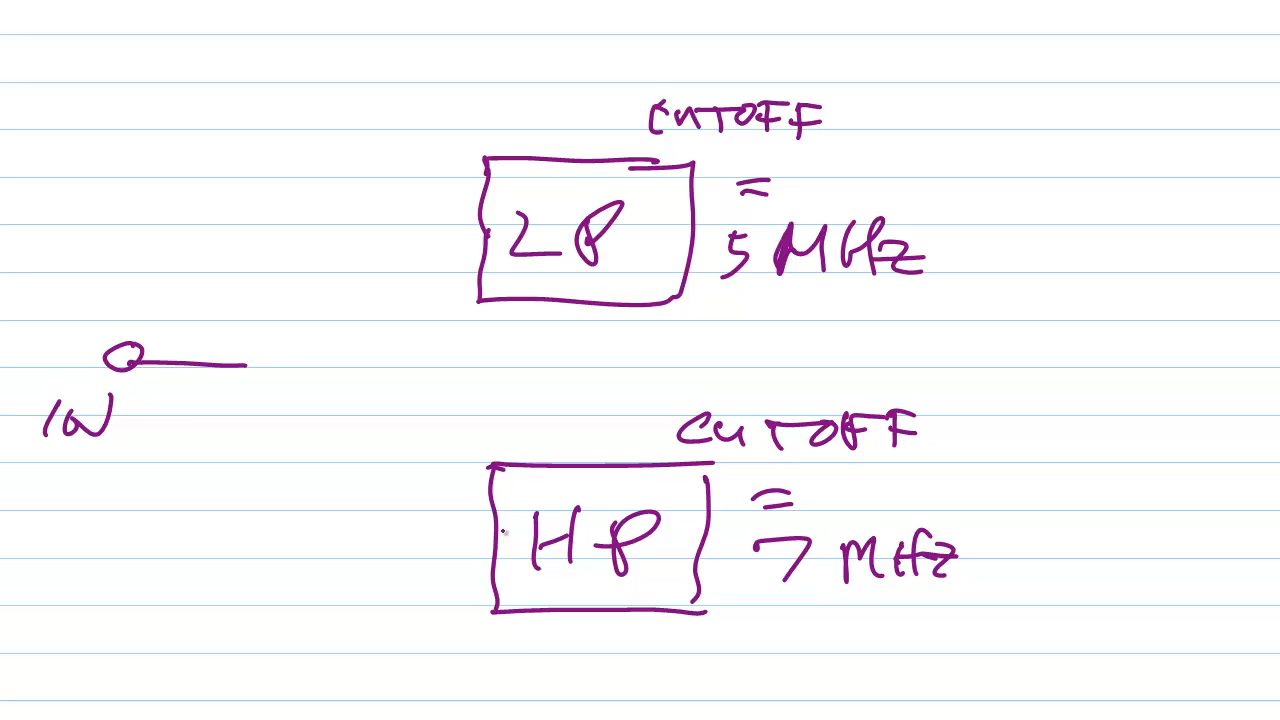 CUTOFF
=
LP
5 MHz
IN
CUTOFF
=
HP
7 MHz